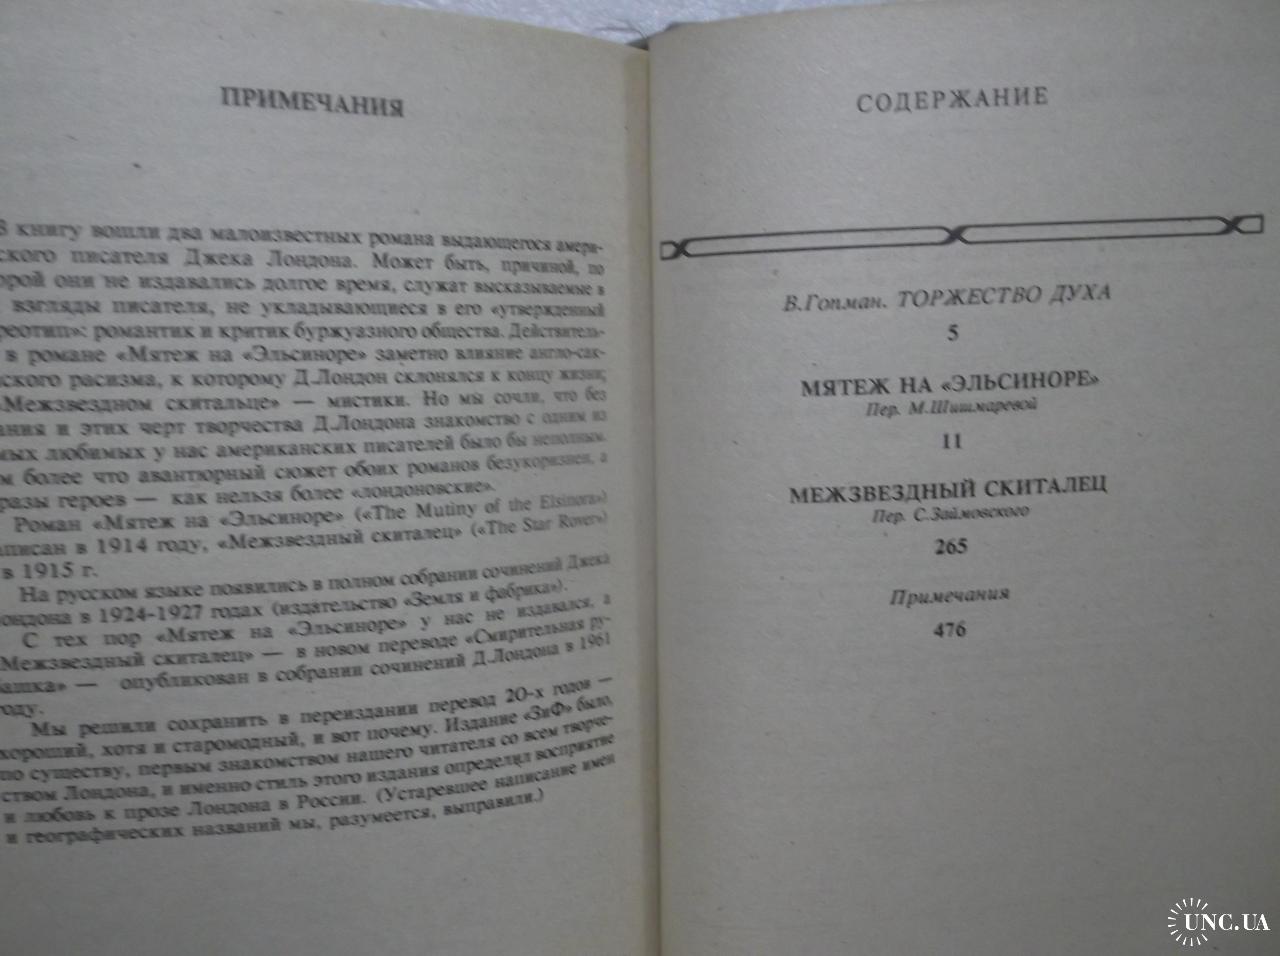 ПРИМЕЧАНИЯ
В книгу вошли два малоизвестных романа выдающегося амери-
ского писателя Джека Лондона. Может быть, причиной, по
орой они не издавались долгое время, служат высказываемые в
взгляды писателя, не укладывающиеся в его «утвержденный
реотип»: романтик и критик буржуазного общества. Действитель-
в романе «Мятеж на «Эльсиноре» заметно влияние англо-сак-
ского расизма, к которому Д.Лондон склонялся к концу жизни;
«Межзвездном скитальце» — мистики. Но мы сочли, что без
ания и этих черт творчества Д.Лондона знакомство с одним из
мых любимых у нас американских писателей было бы неполным.
м более что авантюрный сюжет обоих романов безукоризнен, а
разы героев — как нельзя более «лондоновские».
Роман «Мятеж на «Эльсиноре» («The Mutiny of the Elsinora»)
аписан в 1914 году, «Межзвездный скиталец» («The Star Rover»)
в 1915 г.
На русском языке появились в полном собрании сочинений Джека
ондона в 1924-1927 годах (издательство «Земля и фабрика»).
С тех пор «Мятеж на «Эльсиноре» у нас не издавался, а
Межзвездный скиталец» — в новом переводе «Смирительная ру-
башка» — опубликован в собрании сочинений Д.Лондона в 1961
году.
Мы решили сохранить в переиздании перевод 20-х годов —
хороший, хотя и старомодный, и вот почему. Издание «ЗиФ» было,
по существу, первым знакомством нашего читателя со всем творче-
ством Лондона, и именно стиль этого издания определил восприятие
и любовь к прозе Лондона в России. (Устаревшее написание имен
и географических названий мы, разумеется, выправили.)
СОДЕРЖАНИЕ
В.Гопман. ТОРЖЕСТВО ДУХА
5
МЯТЕЖ НА «ЭЛЬСИНОРЕ»
Пер. М.Шишмаревой
11
МЕЖЗВЕЗДНЫЙ СКИТАЛЕЦ
Пер. С.Займовского
265
Примечания
476
UNC.UA